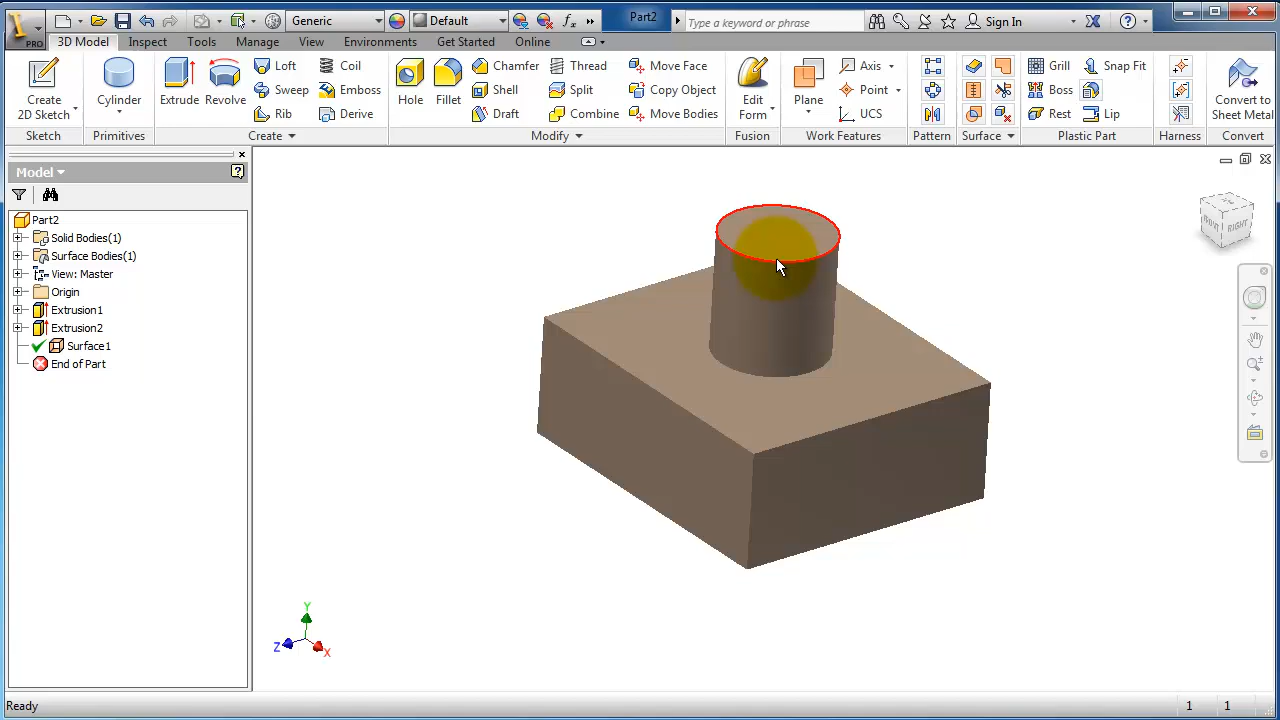 PRO
Generic
Default
Part2
Type a keyword or phrase
Sign In
3D Model Inspect Tools Manage View Environments Get Started Online
Create 2D Sketch
Sketch
Cylinder
Primitives
Extrude Revolve Loft Sweep Rib Coil Emboss Derive
Create
Hole Fillet Chamfer Shell Draft Thread Split Combine Move Face Copy Object Move Bodies
Modify
Edit Form
Fusion
Plane Axis Point UCS
Work Features
Pattern
Surface
Grill Boss Rest Snap Fit Lip
Plastic Part
Harness
Convert to Sheet Metal
Convert
Model
Part2
Solid Bodies(1)
Surface Bodies(1)
View: Master
Origin
Extrusion1
Extrusion2
Surface1
End of Part
FRONT RIGHT
Y
Z
X
Ready
1 1